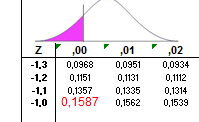 Z ,00 ,01 ,02
-1,3 0,0968 0,0951 0,0934
-1,2 0,1151 0,1131 0,1112
-1,1 0,1357 0,1335 0,1314
-1,0 0,1587 0,1562 0,1539